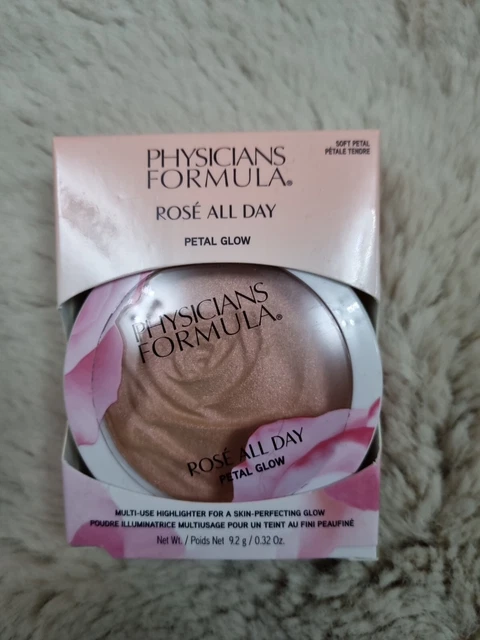 SOFT PETAL
PÉTALE TENDRE
PHYSICIANS
FORMULA®
ROSÉ ALL DAY
PETAL GLOW
PHYSICIANS
FORMULA®
ROSÉ ALL DAY
PETAL GLOW
MULTI-USE HIGHLIGHTER FOR A SKIN-PERFECTING GLOW
POUDRE ILLUMINATRICE MULTIUSAGE POUR UN TEINT AU FINI PEAUFINÉ
Net Wt. / Poids Net 9.2 g / 0.32 Oz.